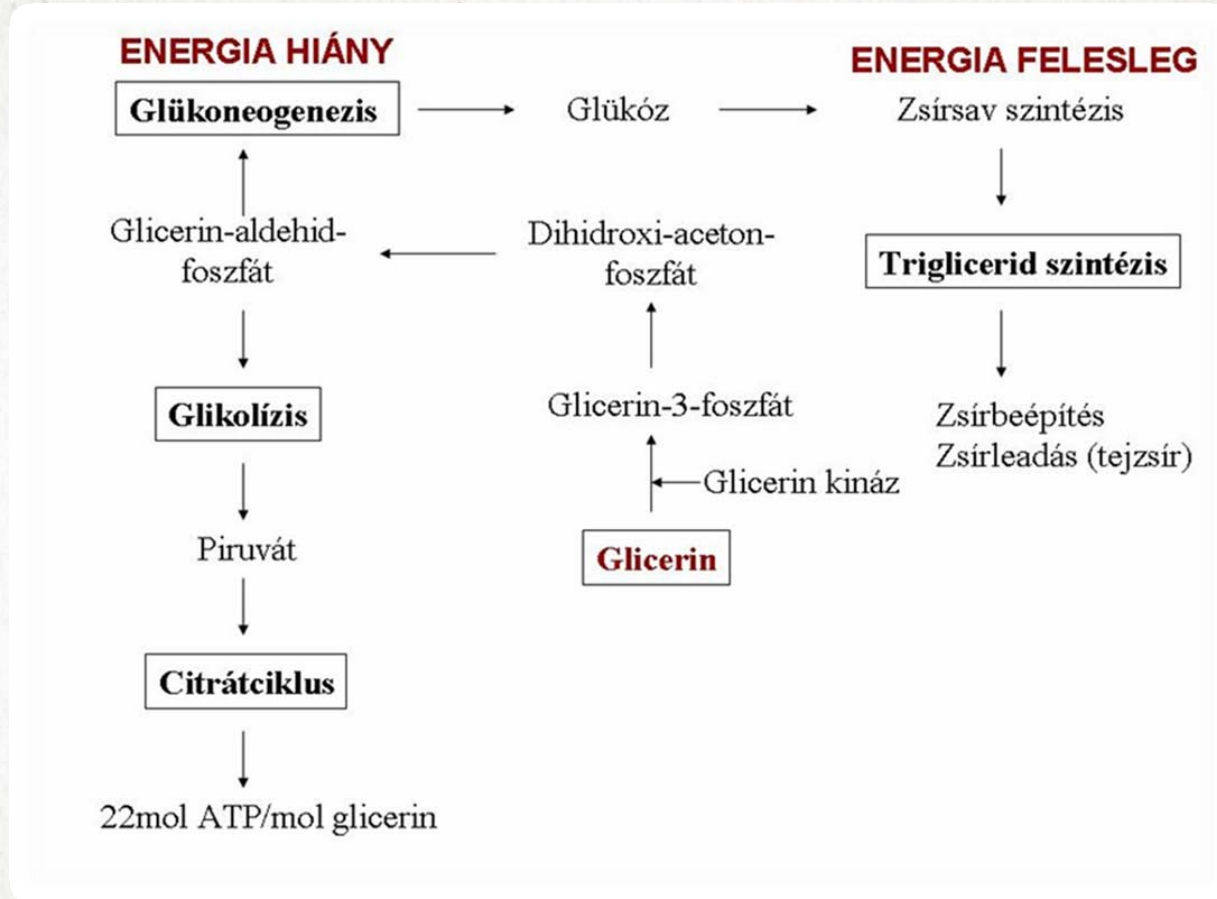 ENERGIA HIÁNY
ENERGIA FELESLEG
Glükoneogenezis
Glükóz
Zsírsav szintézis
Glicerin-aldehid-
foszfát
Dihidroxi-aceton-
foszfát
Triglicerid szintézis
Glikolízis
Glicerin-3-foszfát
Zsírbeépítés
Zsírleadás (tejzsír)
Glicerin kináz
Piruvát
Glicerin
Citrátciklus
22mol ATP/mol glicerin